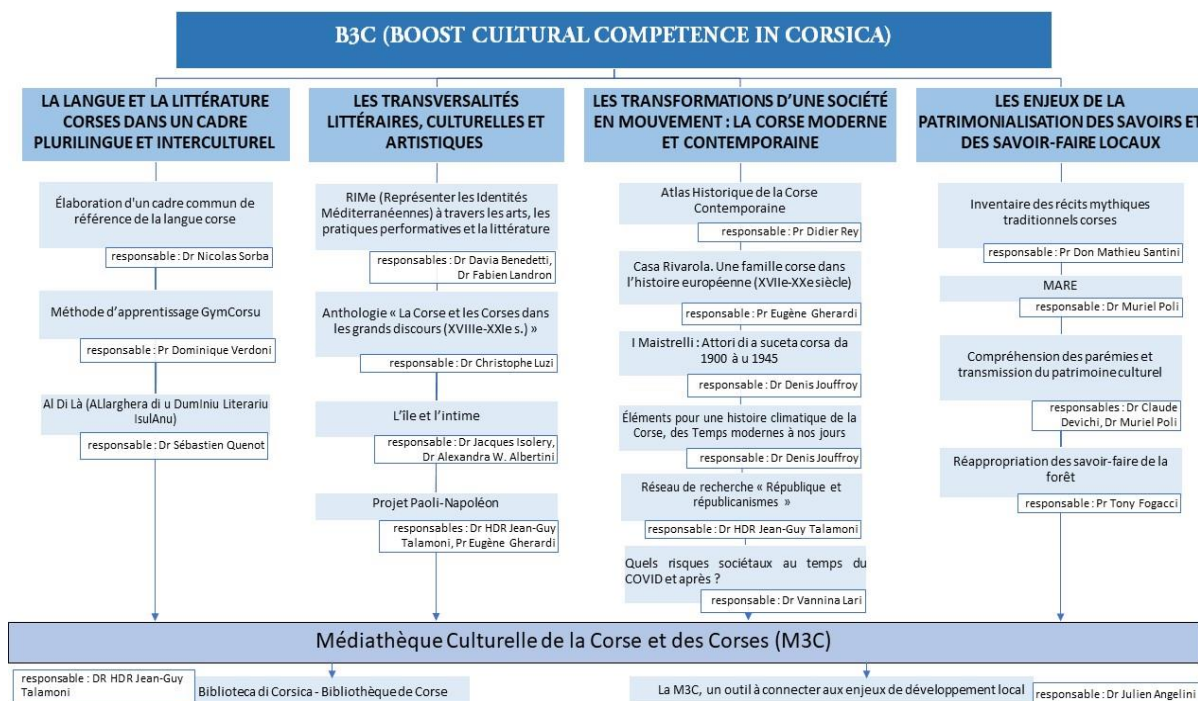 B3C (BOOST CULTURAL COMPETENCE IN CORSICA)
LA LANGUE ET LA LITTÉRATURE
CORSES DANS UN CADRE
PLURILINGUE ET INTERCULTUREL
Élaboration d'un cadre commun de
référence de la langue corse
responsable : Dr Nicolas Sorba
Méthode d'apprentissage GymCorsu
responsable : Pr Dominique Verdoni
Al Di Là (ALlarghera di u DumIniu Literariu
IsulAnu)
responsable : Dr Sébastien Quenot
LES TRANSVERSALITÉS
LITTÉRAIRES, CULTURELLES ET
ARTISTIQUES
RIMe (Représenter les Identités
Méditerranéennes) à travers les arts, les
pratiques performatives et la littérature
responsables : Dr Davia Benedetti,
Dr Fabien Landron
Anthologie « La Corse et les Corses dans
les grands discours (XVIIIe-XXIe s.) »
responsable : Dr Christophe Luzi
L'île et l'intime
responsable : Dr Jacques Isolery,
Dr Alexandra W. Albertini
Projet Paoli-Napoléon
responsables : Dr HDR Jean-Guy
Talamoni, Pr Eugène Gherardi
LES TRANSFORMATIONS D'UNE SOCIÉTÉ
EN MOUVEMENT : LA CORSE MODERNE
ET CONTEMPORAINE
Atlas Historique de la Corse
Contemporaine
responsable : Pr Didier Rey
Casa Rivarola. Une famille corse dans
l'histoire européenne (XVIIe-XXe siècle)
responsable : Pr Eugène Gherardi
I Maistrelli : Attori di a suceta corsa da
1900 à u 1945
responsable : Dr Denis Jouffroy
Éléments pour une histoire climatique de la
Corse, des Temps modernes à nos jours
responsable : Dr Denis Jouffroy
Réseau de recherche « République et
républicanismes »
responsable : Dr HDR Jean-Guy Talamoni
Quels risques sociétaux au temps du
COVID et après ?
responsable : Dr Vannina Lari
LES ENJEUX DE LA
PATRIMONIALISATION DES SAVOIRS ET
DES SAVOIR-FAIRE LOCAUX
Inventaire des récits mythiques
traditionnels corses
responsable : Pr Don Mathieu Santini
MARE
responsable : Dr Muriel Poli
Compréhension des parémies et
transmission du patrimoine culturel
responsables : Dr Claude
Devichi, Dr Muriel Poli
Réappropriation des savoir-faire de la
forêt
responsable : Pr Tony Fogacci
Médiathèque Culturelle de la Corse et des Corses (M3C)
responsable : DR HDR Jean-Guy
Talamoni
Biblioteca di Corsica - Bibliothèque de Corse
La M3C, un outil à connecter aux enjeux de développement local
responsable : Dr Julien Angelini